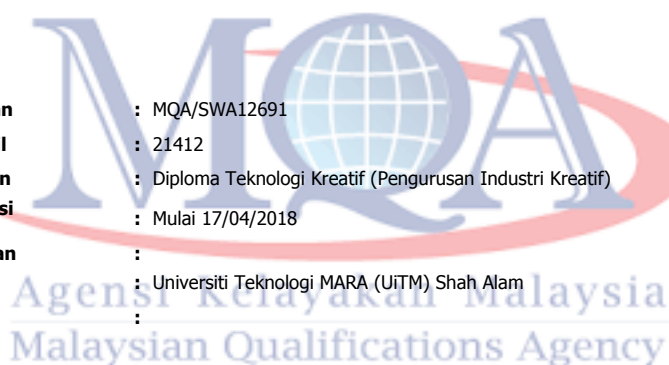 MQA
an : MQA/SWA12691
l : 21412
n : Diploma Teknologi Kreatif (Pengurusan Industri Kreatif)
si : Mulai 17/04/2018
an :
: Universiti Teknologi MARA (UiTM) Shah Alam
:
Agensi Kelayakan Malaysia
Malaysian Qualifications Agency